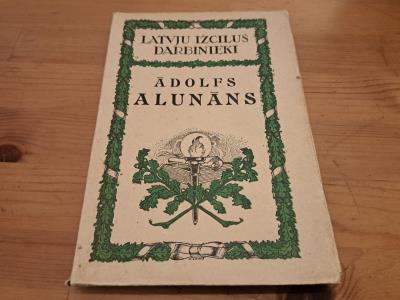 LATVJU IZCILUS
DARBINIEKI
ĀDOLFS
ALUNĀNS